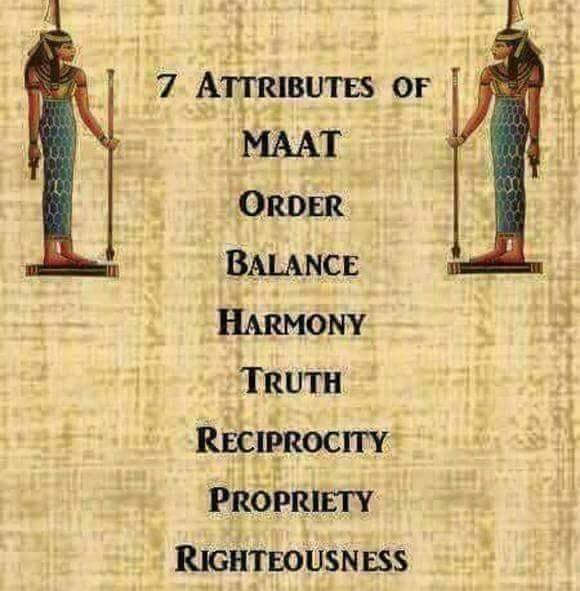 7 ATTRIBUTES OF
MAAT
ORDER
BALANCE
HARMONY
TRUTH
RECIPROCITY
PROPRIETY
RIGHTEOUSNESS